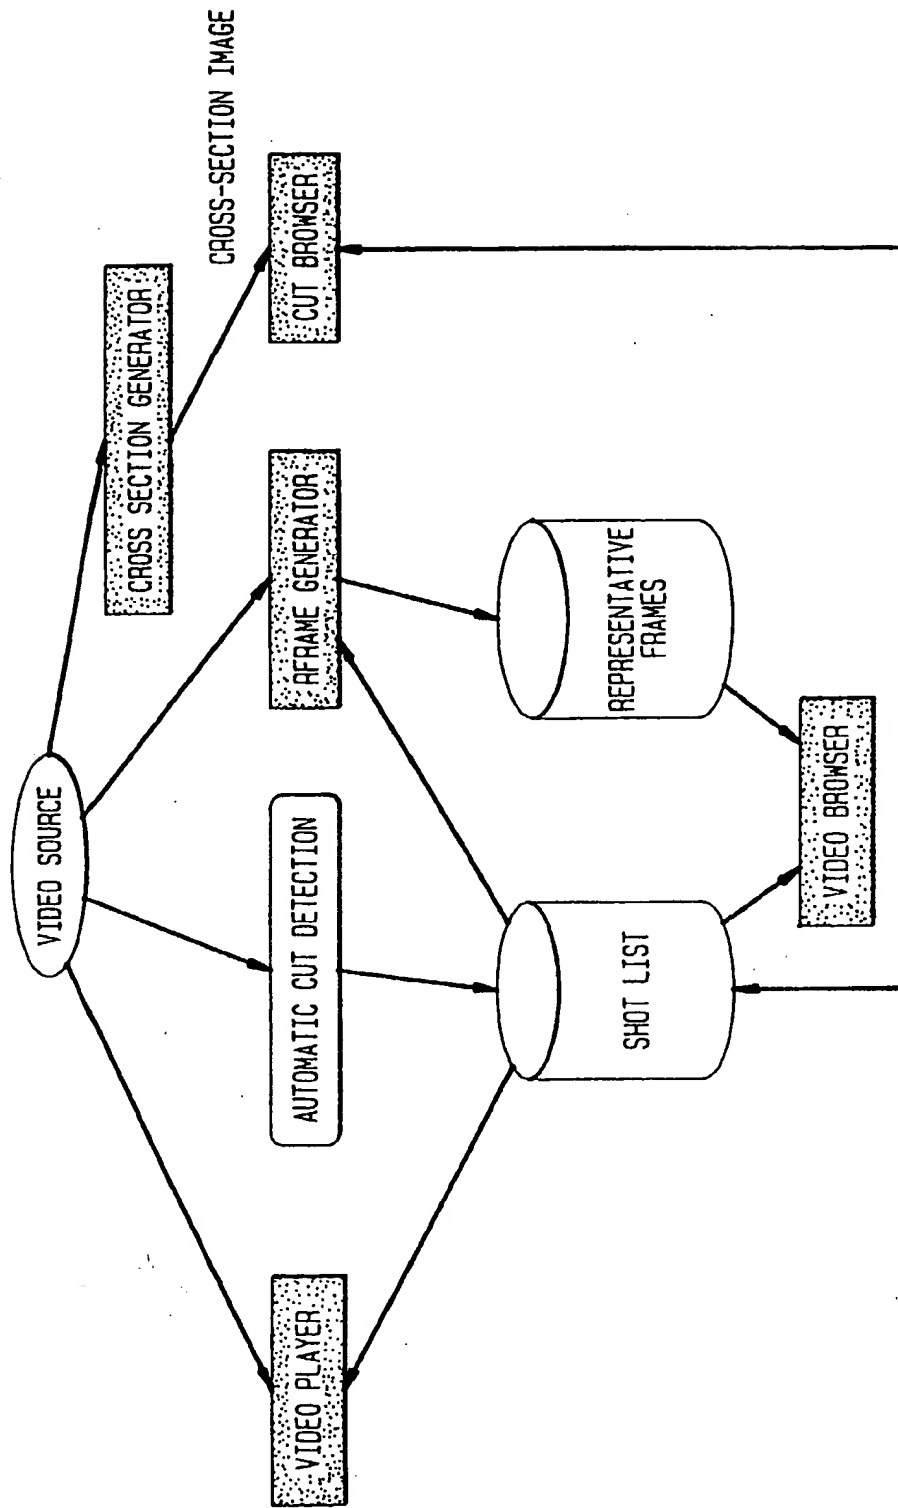 VIDEO SOURCE
CROSS SECTION GENERATOR
CROSS-SECTION IMAGE
VIDEO PLAYER
AUTOMATIC CUT DETECTION
RFRAME GENERATOR
CUT BROWSER
SHOT LIST
REPRESENTATIVE
FRAMES
VIDEO BROWSER